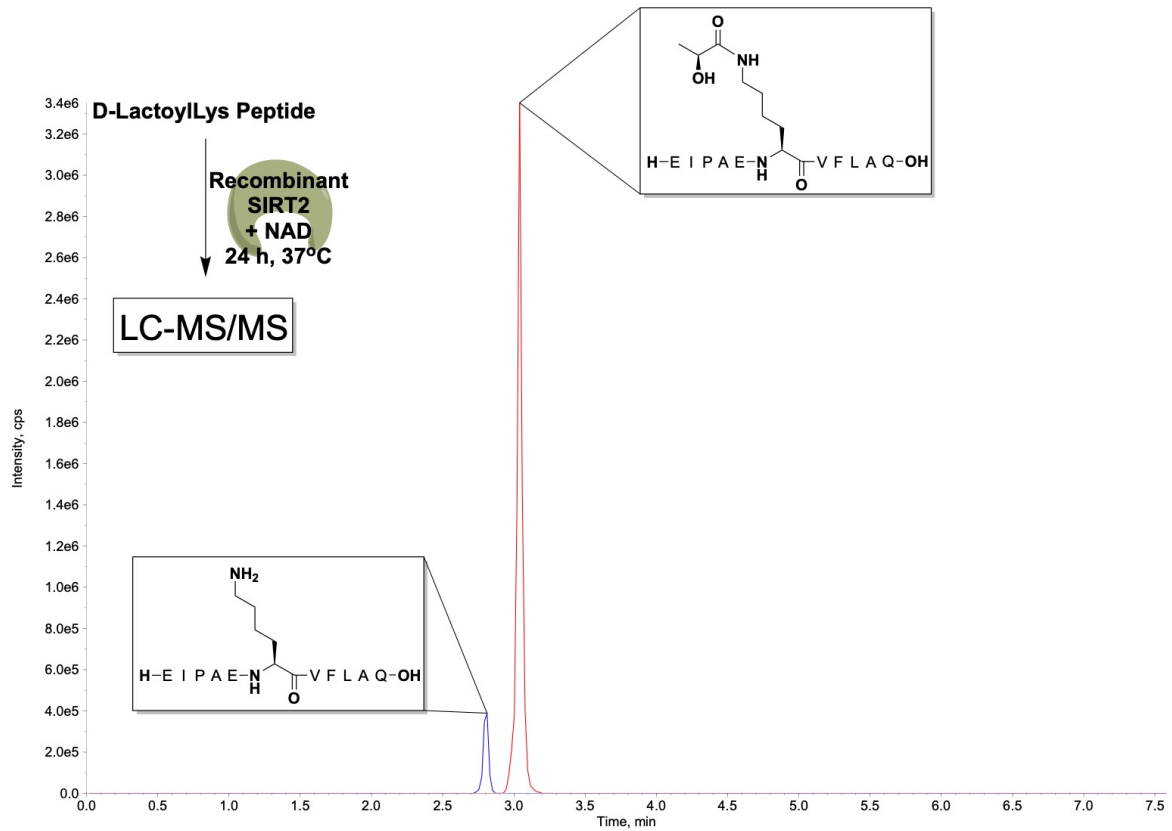 D-LactoylLys Peptide
Recombinant
SIRT2
+ NAD
24 h, 37ºC
LC-MS/MS
O
NH
OH
H-E I P A E-N
H
O
V F L A Q-OH
NH2
H-E I P A E-N
H
O
V F L A Q-OH
Intensity, cps
3.4e6
3.2e6
3.0e6
2.8e6
2.6e6
2.4e6
2.2e6
2.0e6
1.8e6
1.6e6
1.4e6
1.2e6
1.0e6
8.0e5
6.0e5
4.0e5
2.0e5
0.0
0.0 0.5 1.0 1.5 2.0 2.5 3.0 3.5 4.0 4.5 5.0 5.5 6.0 6.5 7.0 7.5
Time, min